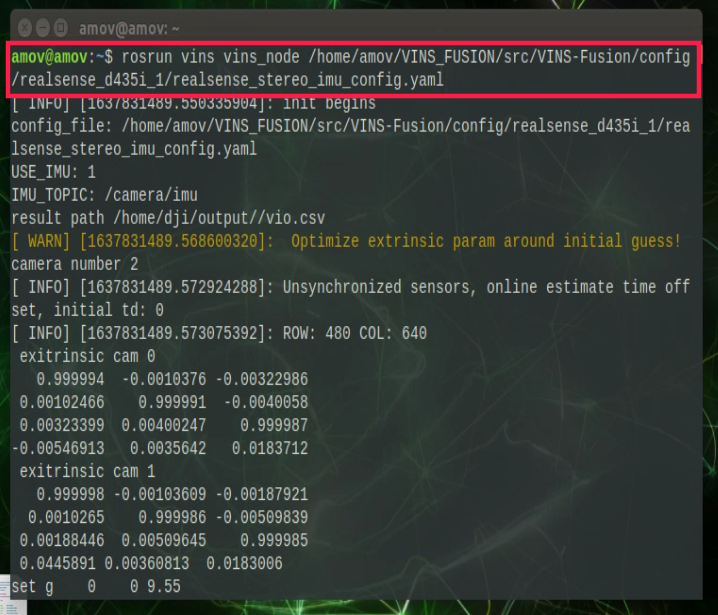 amov@amov: ~
amov@amov:~$ rosrun vins vins_node /home/amov/VINS_FUSION/src/VINS-Fusion/config
/realsense_d435i_1/realsense_stereo_imu_config.yaml
[ INFO] [1637831489.550335904]: init begins
config_file: /home/amov/VINS_FUSION/src/VINS-Fusion/config/realsense_d435i_1/rea
lsense_stereo_imu_config.yaml
USE_IMU: 1
IMU_TOPIC: /camera/imu
result path /home/dji/output//vio.csv
[ WARN] [1637831489.568600320]:  Optimize extrinsic param around initial guess!
camera number 2
[ INFO] [1637831489.572924288]: Unsynchronized sensors, online estimate time off
set, initial td: 0
[ INFO] [1637831489.573075392]: ROW: 480 COL: 640
 exitrinsic cam 0
   0.999994  -0.0010376 -0.00322986
 0.00102466    0.999991  -0.0040058
 0.00323399  0.00400247    0.999987
-0.00546913   0.0035642   0.0183712
 exitrinsic cam 1
   0.999998 -0.00103609 -0.00187921
  0.0010265    0.999986 -0.00509839
 0.00188446  0.00509645    0.999985
 0.0445891 0.00360813  0.0183006
set g    0    0 9.55